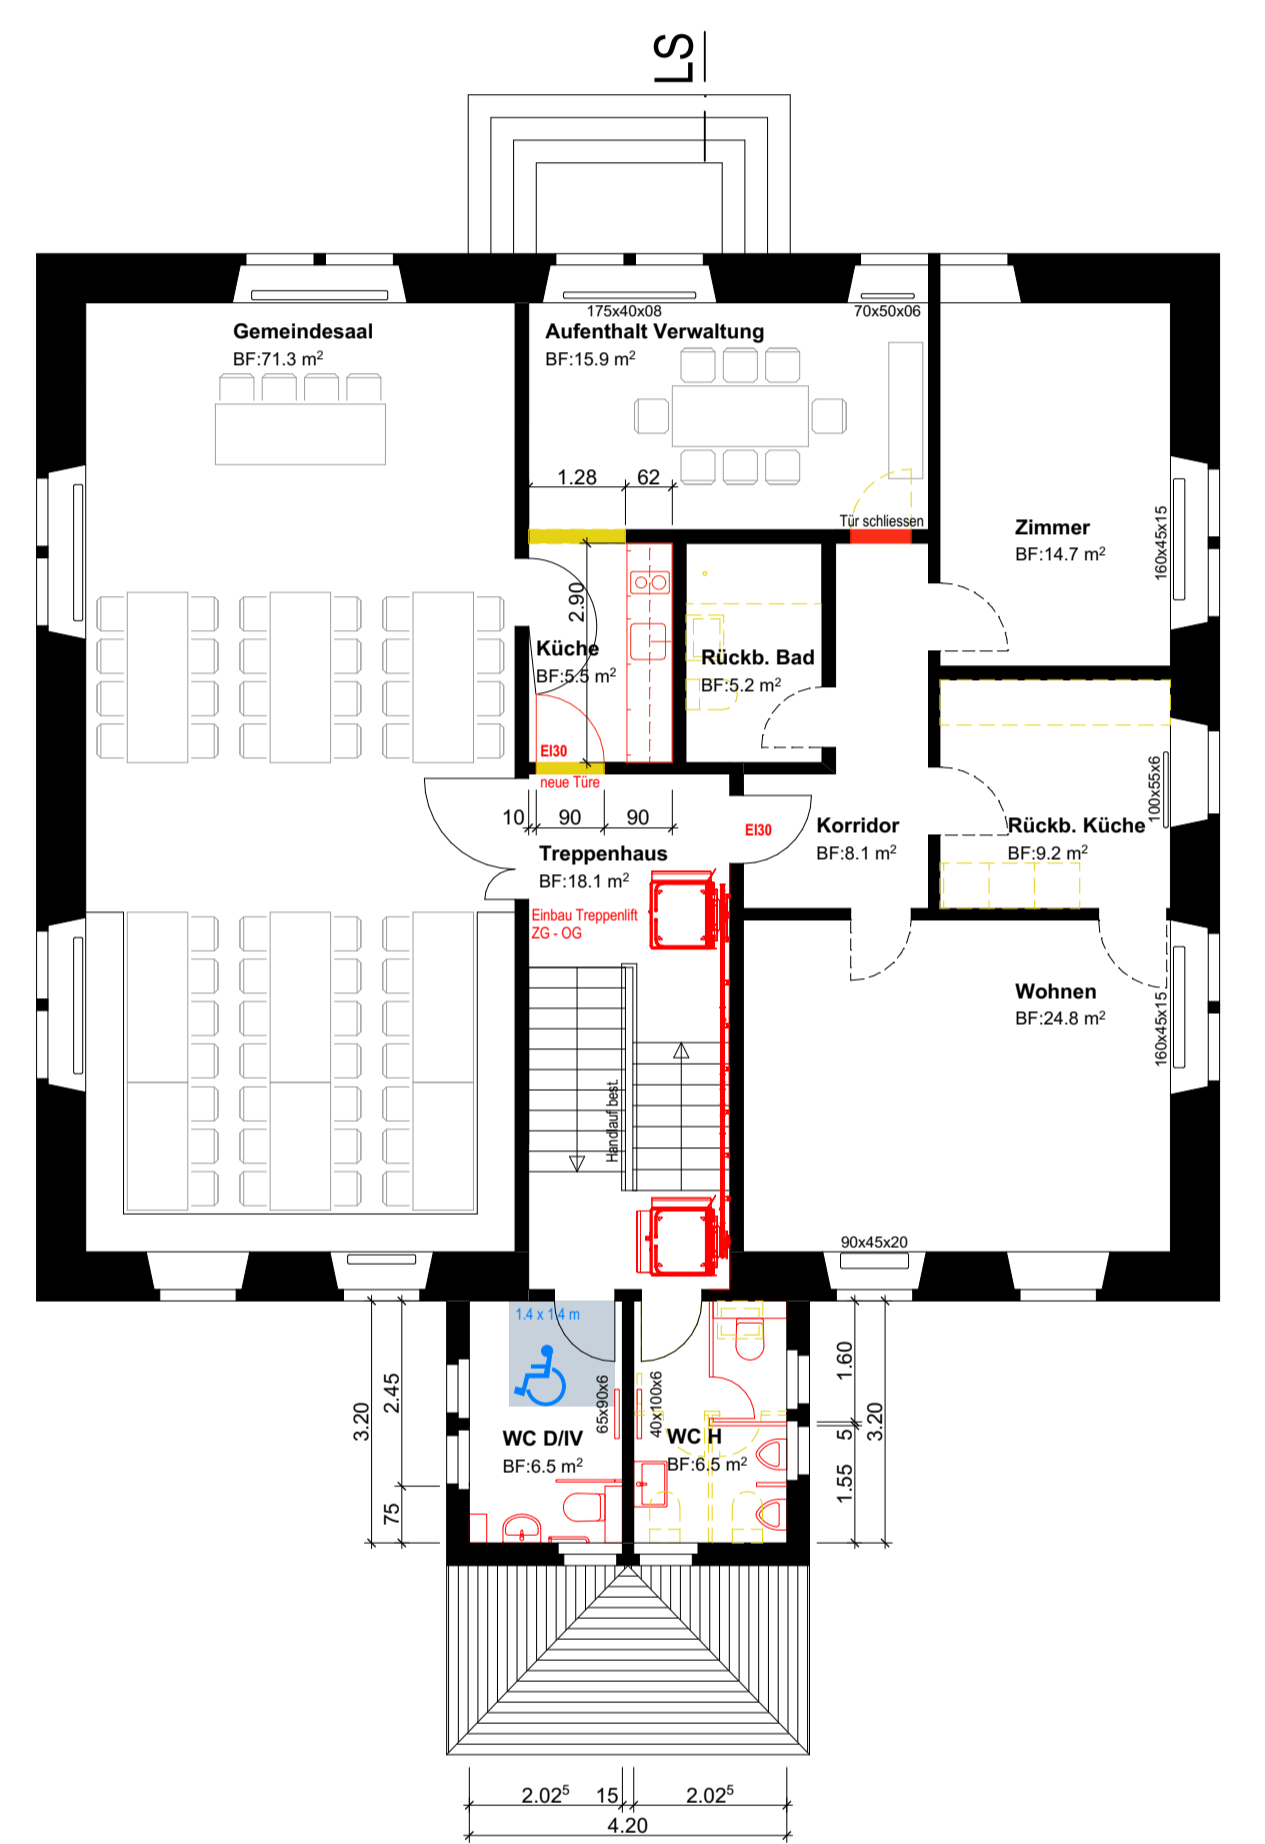 LS
175x40x08
70x50x06
Gemeindesaal
BF:71.3 m²
Aufenthalt Verwaltung
BF:15.9 m²
1.28
62
Tür schliessen
Zimmer
BF:14.7 m²
160x45x15
2.90
Küche
BF:5.5 m²
Rückb. Bad
BF:5.2 m²
EI30
neue Türe
10
90
90
EI30
Korridor
BF:8.1 m²
Rückb. Küche
BF:9.2 m²
100x55x6
Treppenhaus
BF:18.1 m²
Einbau Treppenlift
ZG - OG
Wohnen
BF:24.8 m²
160x45x15
Handlauf best.
90x45x20
1.4 x 1.4 m
3.20
2.45
75
65x90x6
40x100x6
WC D/IV
BF:6.5 m²
WC H
BF:6.5 m²
1.60
5
1.55
3.20
2.02⁵
15
2.02⁵
4.20